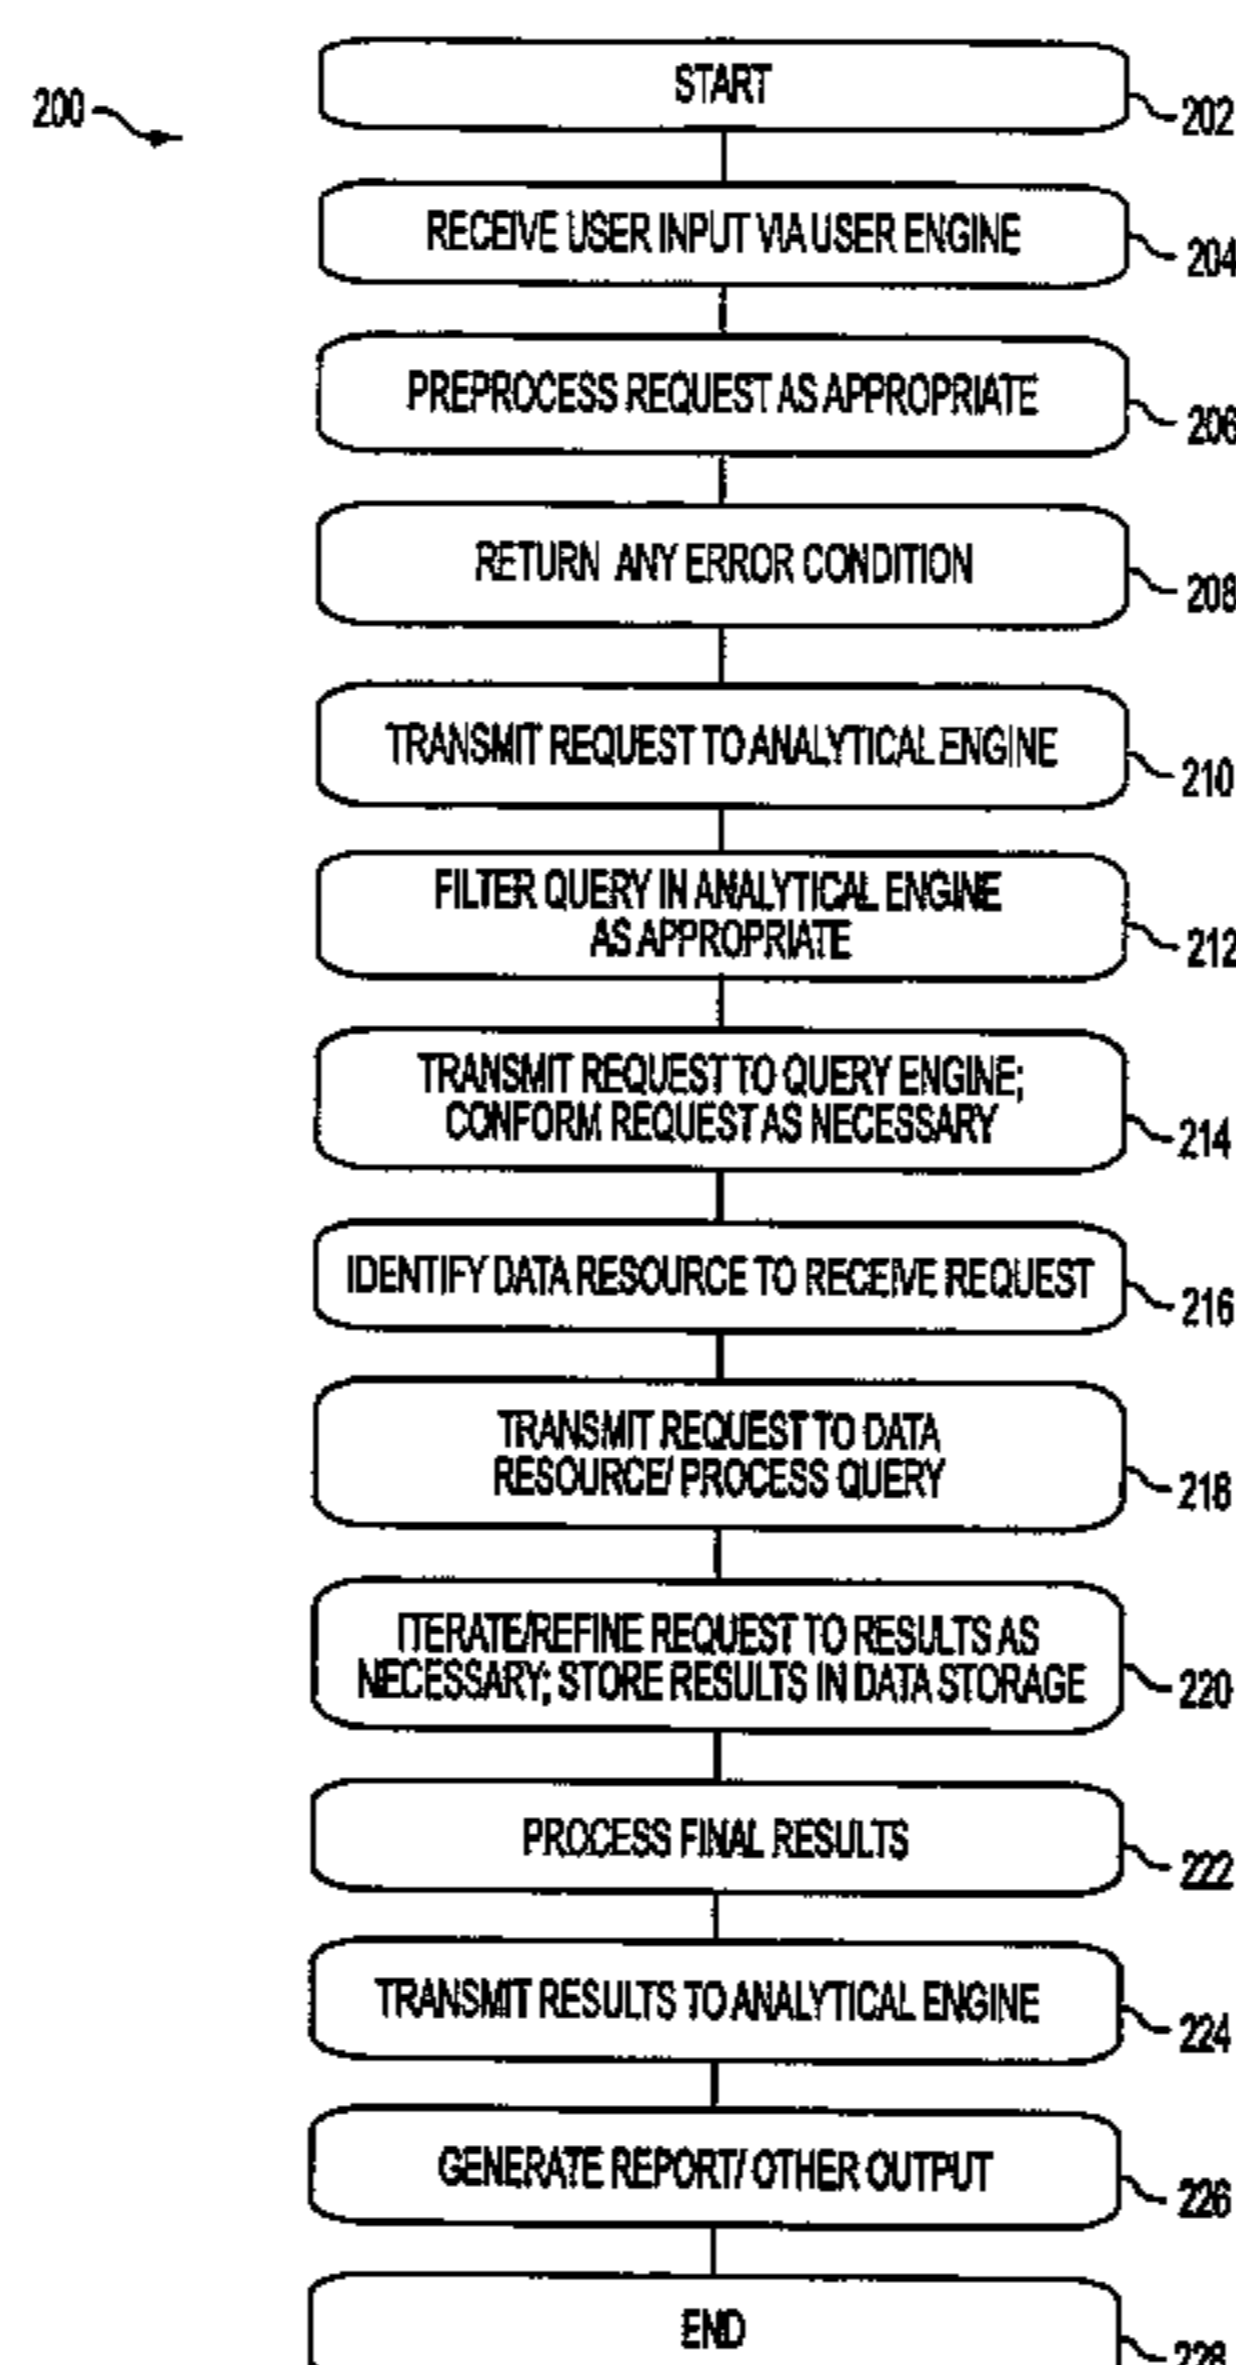 200
START
202
RECEIVE USER INPUT VIA USER ENGINE
204
PREPROCESS REQUEST AS APPROPRIATE
206
RETURN ANY ERROR CONDITION
208
TRANSMIT REQUEST TO ANALYTICAL ENGINE
210
FILTER QUERY IN ANALYTICAL ENGINE
AS APPROPRIATE
212
TRANSMIT REQUEST TO QUERY ENGINE;
CONFORM REQUEST AS NECESSARY
214
IDENTIFY DATA RESOURCE TO RECEIVE REQUEST
216
TRANSMIT REQUEST TO DATA
RESOURCE/ PROCESS QUERY
218
ITERATE/REFINE REQUEST TO RESULTS AS
NECESSARY; STORE RESULTS IN DATA STORAGE
220
PROCESS FINAL RESULTS
222
TRANSMIT RESULTS TO ANALYTICAL ENGINE
224
GENERATE REPORT/ OTHER OUTPUT
226
END
228